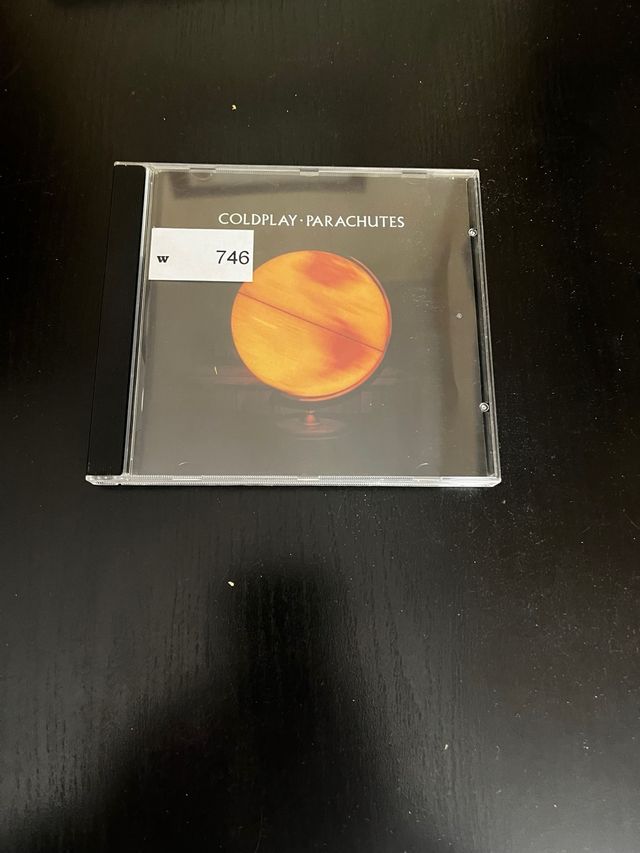 COLDPLAY · PARACHUTES
w 746